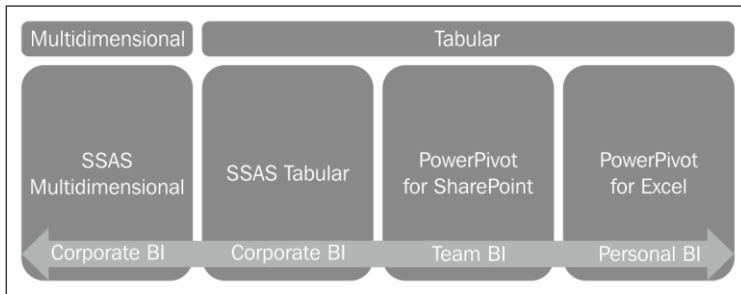 Multidimensional
Tabular
SSAS
Multidimensional
SSAS Tabular
PowerPivot
for SharePoint
PowerPivot
for Excel
Corporate BI
Corporate BI
Team BI
Personal BI